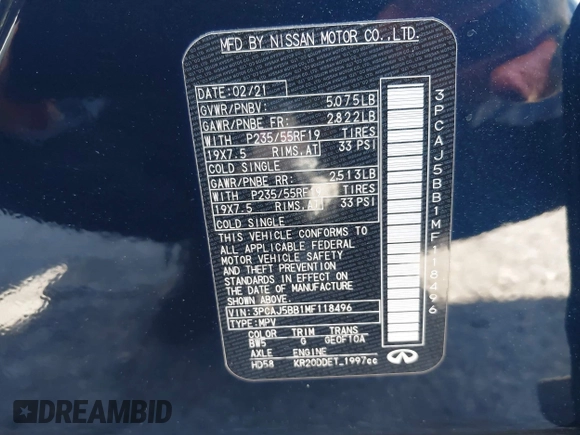 MFD BY NISSAN MOTOR CO.,LTD.
DATE: 02/21
GVWR/PNBV: 5,075LB
GAWR/PNBE FR: 2,822LB
WITH P235/55RF19 TIRES
19X7.5 RIMS,AT 33 PSI
COLD SINGLE
GAWR/PNBE RR: 2,513LB
WITH P235/55RF19 TIRES
19X7.5 RIMS,AT 33 PSI
COLD SINGLE
THIS VEHICLE CONFORMS TO
ALL APPLICABLE FEDERAL
MOTOR VEHICLE SAFETY
AND THEFT PREVENTION
STANDARDS IN EFFECT ON
THE DATE OF MANUFACTURE
SHOWN ABOVE.
VIN:3PCAJ5BB1MF118496
TYPE:MPV
COLOR TRIM TRANS
BW5 G GE0F10A
AXLE ENGINE
HD58 KR20DDET_1997cc
3PCAJ5BB1MF118496
INFINITI
DREAMBID